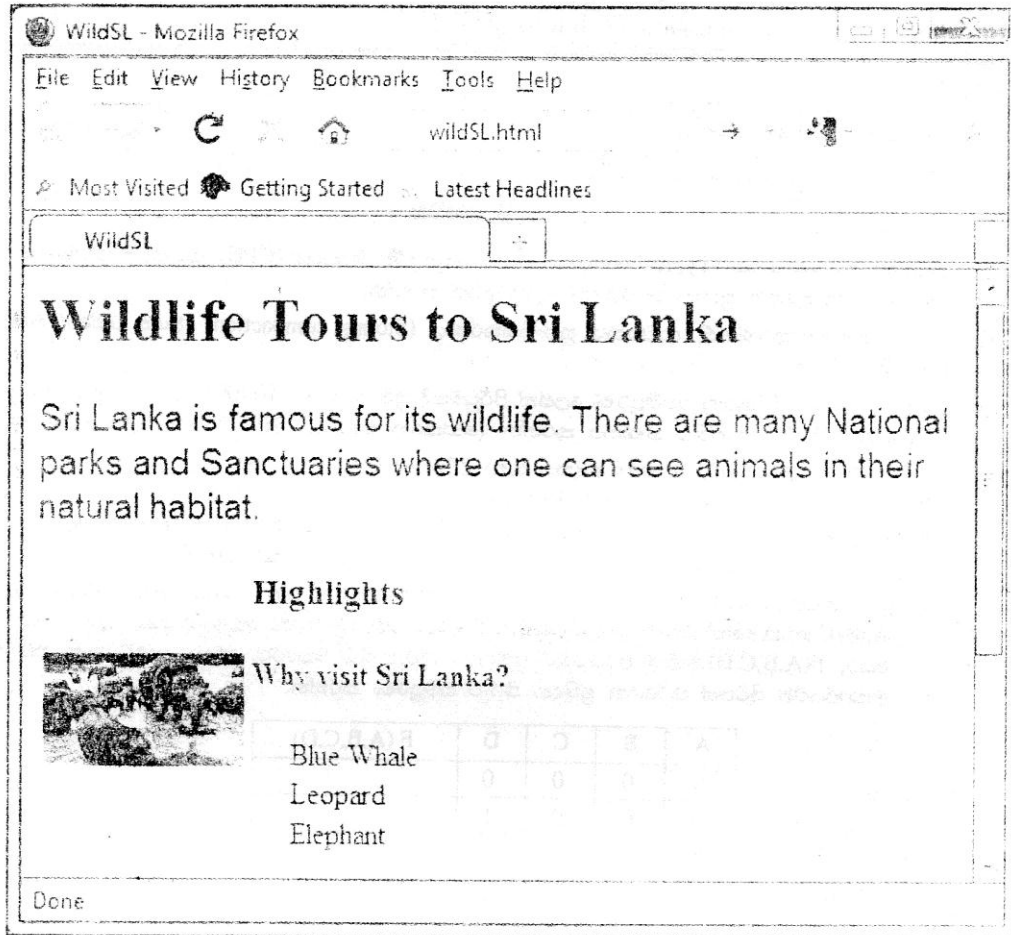 WildSL - Mozilla Firefox
File Edit View History Bookmarks Tools Help
wildSL.html
Most Visited Getting Started Latest Headlines
WildSL
Wildlife Tours to Sri Lanka
Sri Lanka is famous for its wildlife. There are many National
parks and Sanctuaries where one can see animals in their
natural habitat.
Highlights
Why visit Sri Lanka?
Blue Whale
Leopard
Elephant
Done